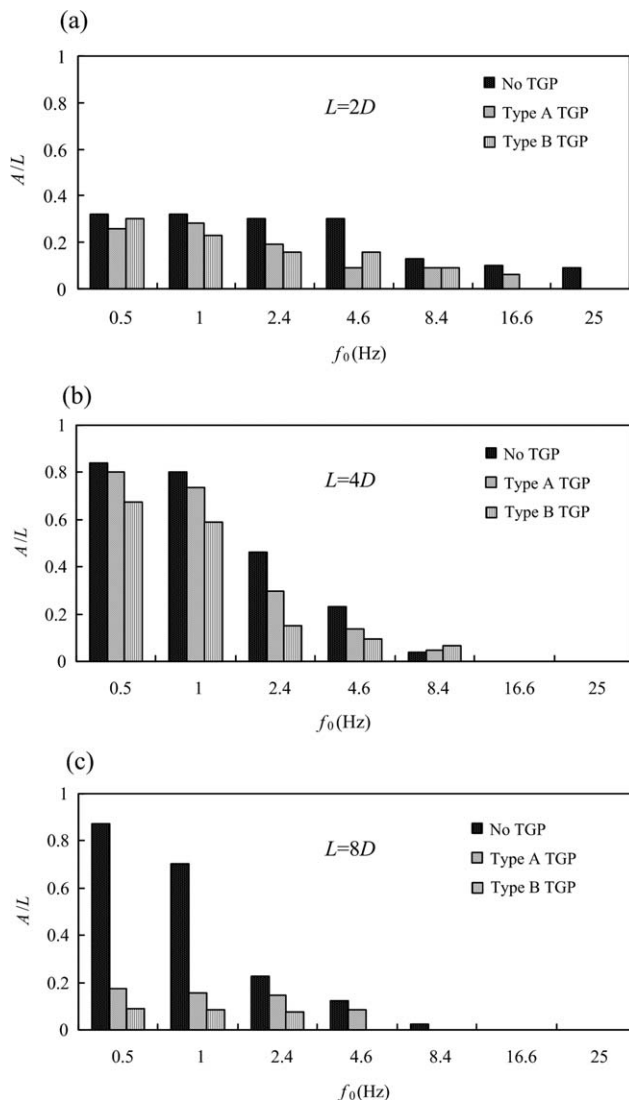 (a)
1
0.8
0.6
0.4
0.2
0
A/L
L=2D
No TGP
Type A TGP
Type B TGP
0.5 1 2.4 4.6 8.4 16.6 25
f0(Hz)
(b)
1
0.8
0.6
0.4
0.2
0
A/L
L=4D
No TGP
Type A TGP
Type B TGP
0.5 1 2.4 4.6 8.4 16.6 25
f0(Hz)
(c)
1
0.8
0.6
0.4
0.2
0
A/L
L=8D
No TGP
Type A TGP
Type B TGP
0.5 1 2.4 4.6 8.4 16.6 25
f0(Hz)